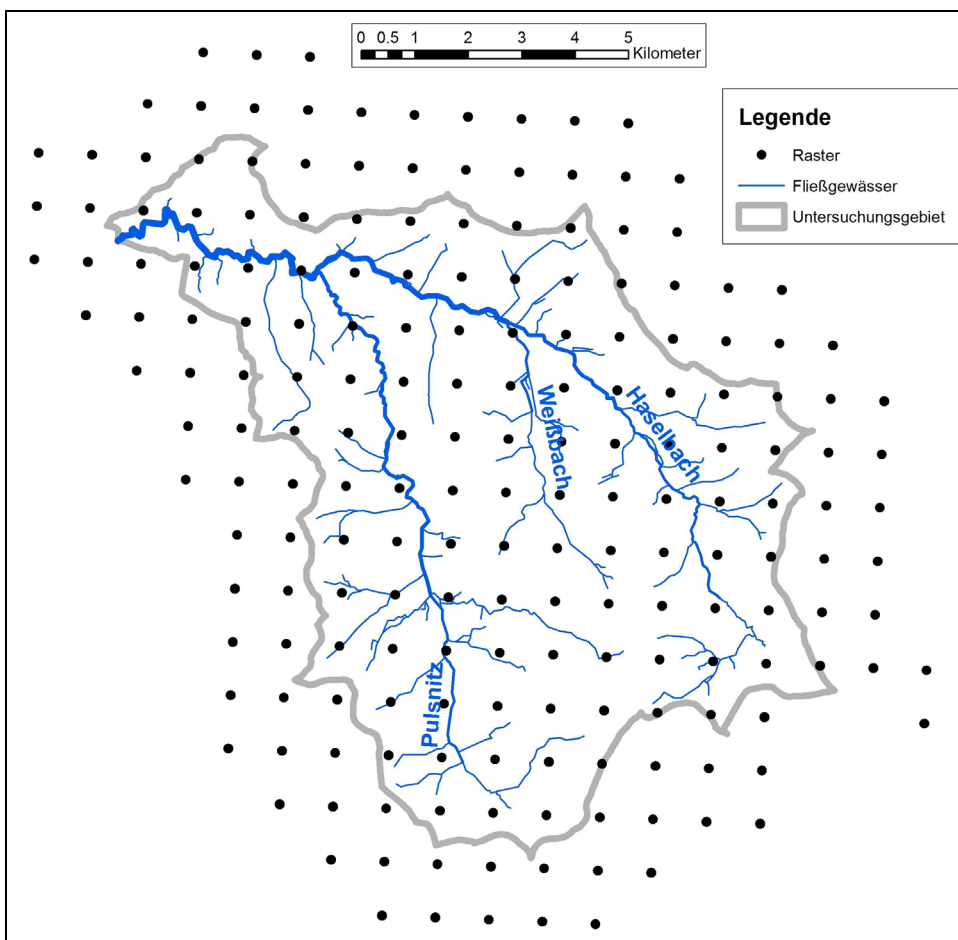 0 0.5 1 2 3 4 5
Kilometer
Legende
Raster
Fließgewässer
Untersuchungsgebiet
Weißbach
Haselbach
Pulsnitz